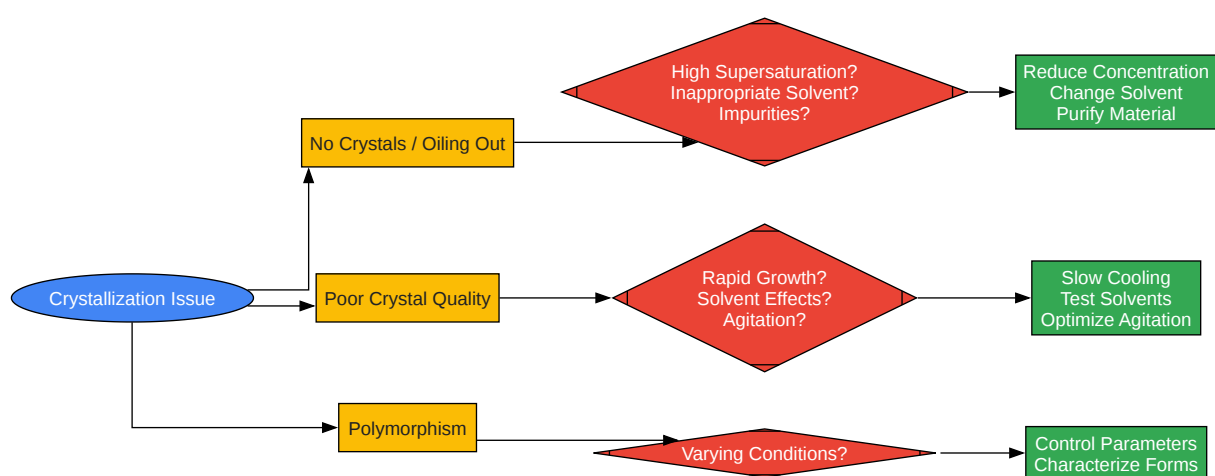 High Supersaturation?
Inappropriate Solvent?
Impurities?
Reduce Concentration
Change Solvent
Purify Material
No Crystals / Oiling Out
Crystallization Issue
Poor Crystal Quality
Rapid Growth?
Solvent Effects?
Agitation?
Slow Cooling
Test Solvents
Optimize Agitation
Polymorphism
Varying Conditions?
Control Parameters
Characterize Forms